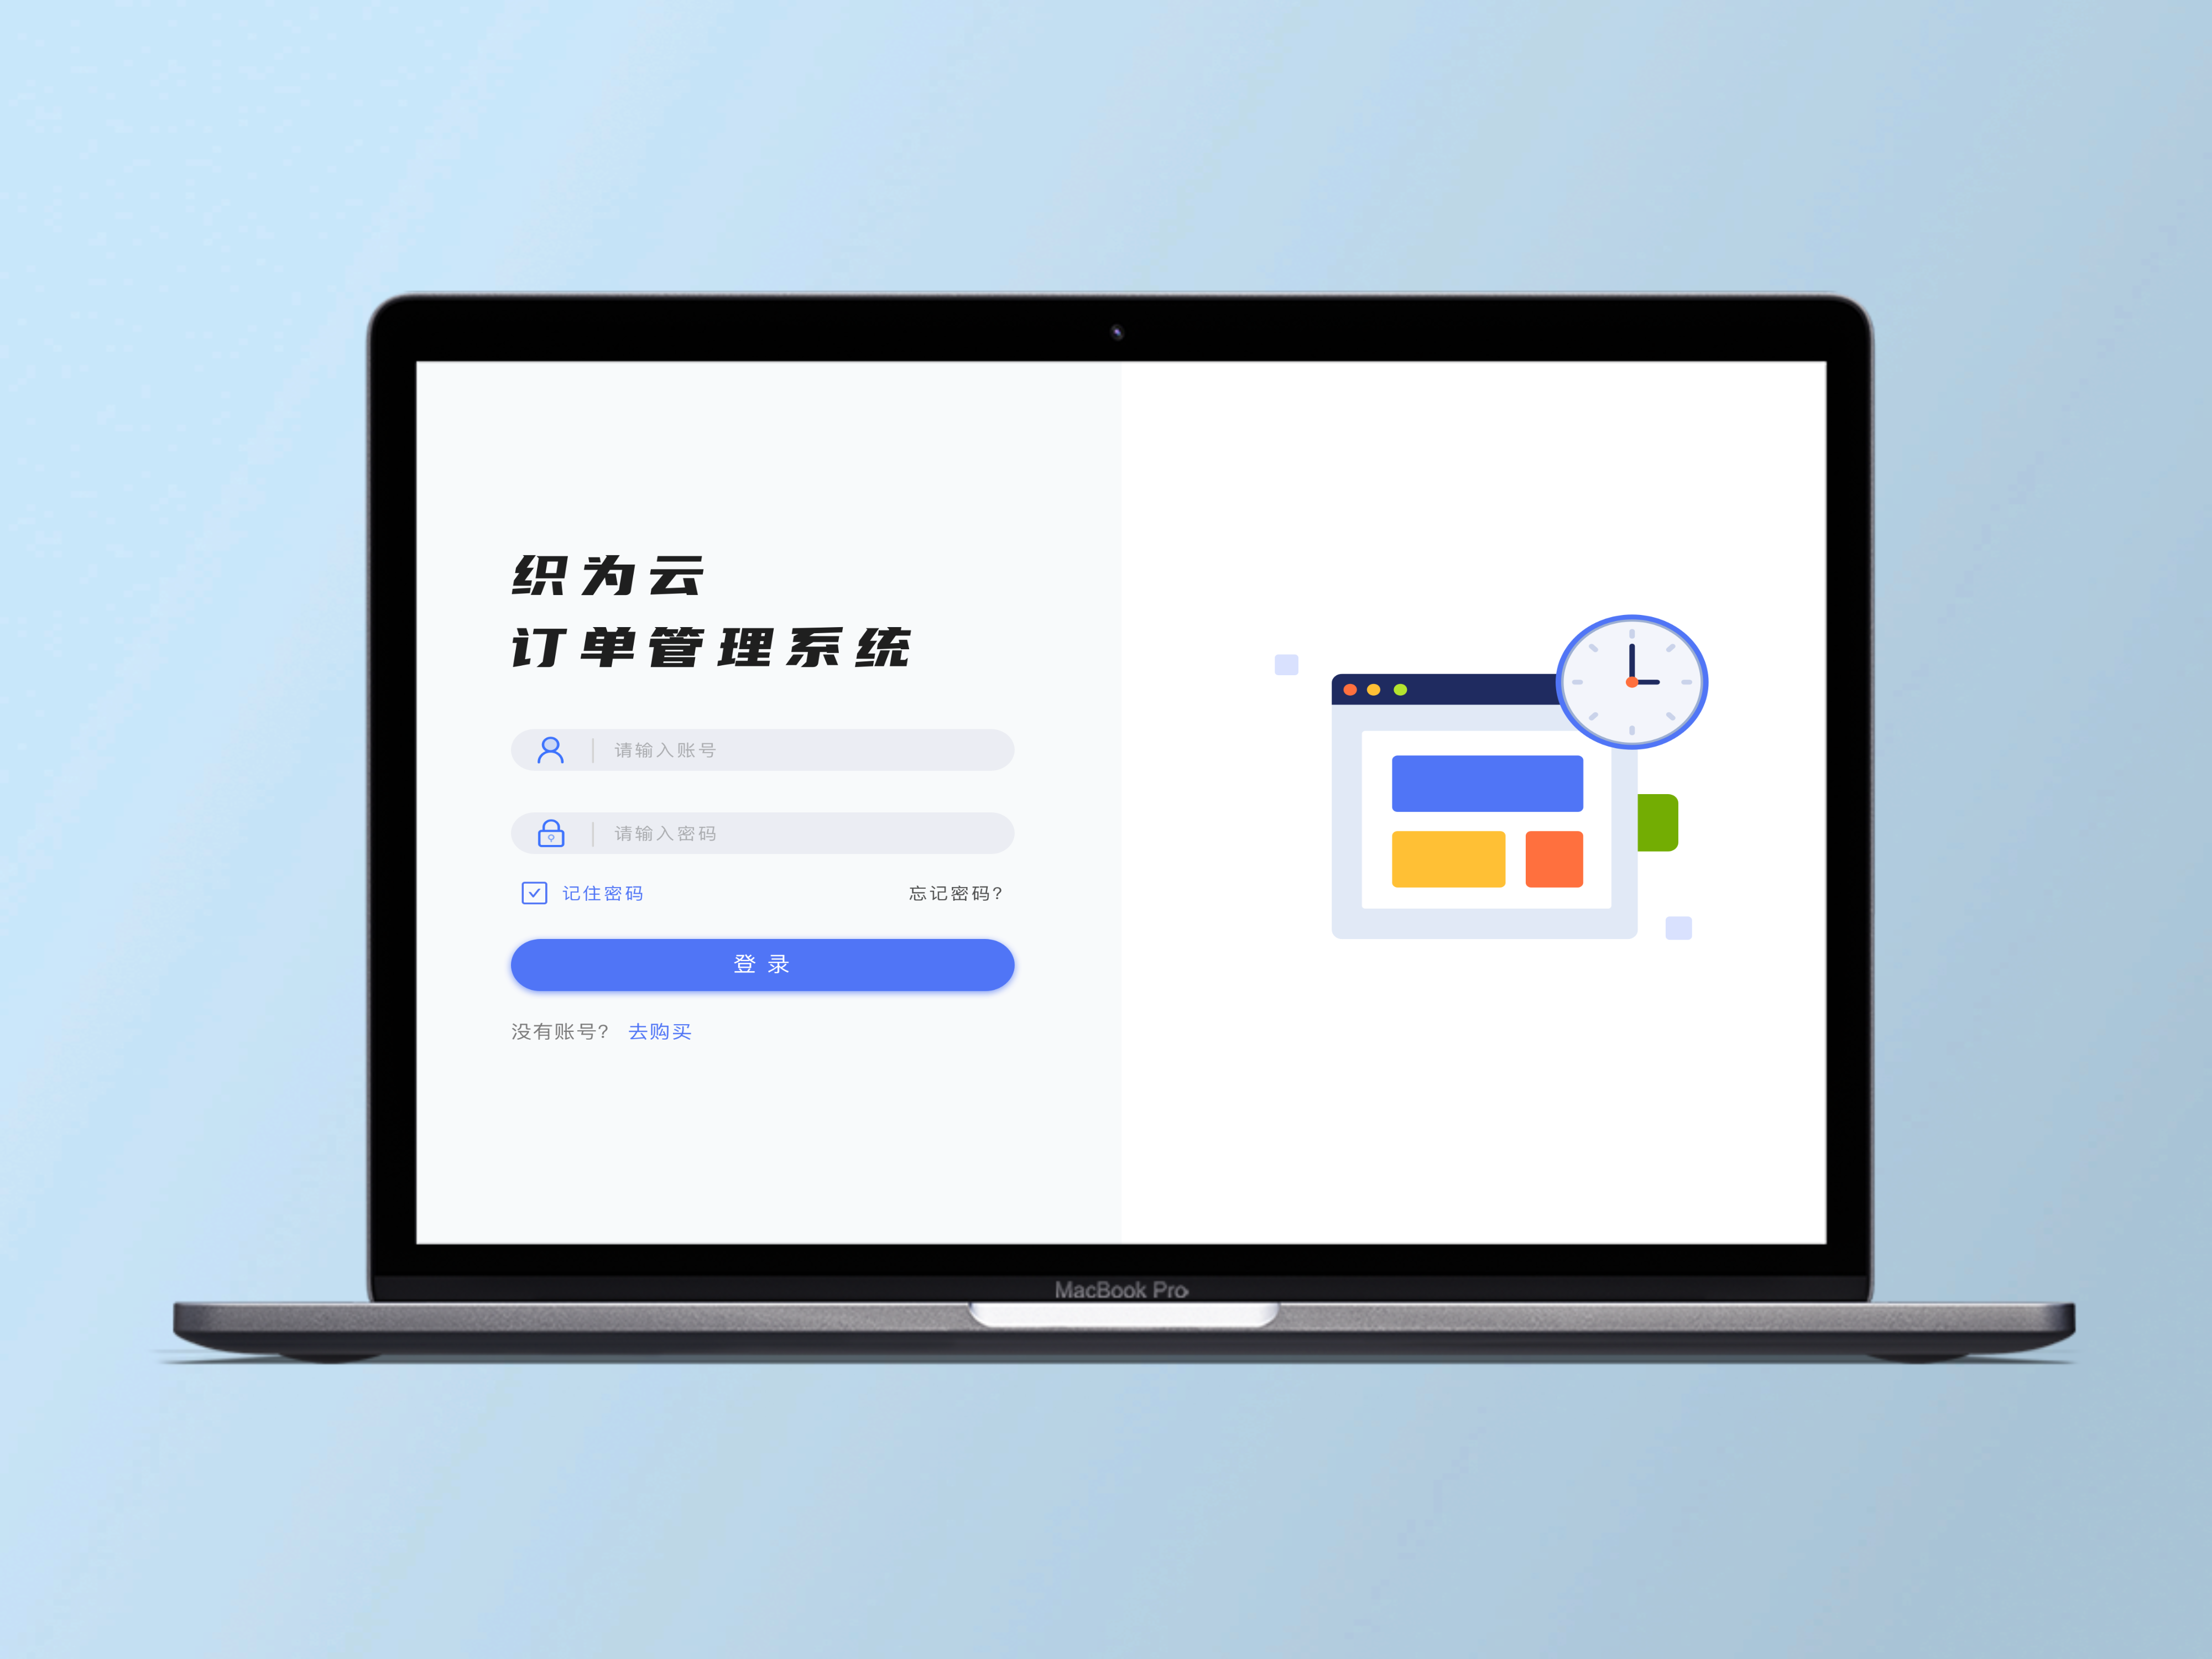 织为云
订单管理系统
请输入账号
请输入密码
记住密码 忘记密码?
登录
没有账号? 去购买
MacBook Pro